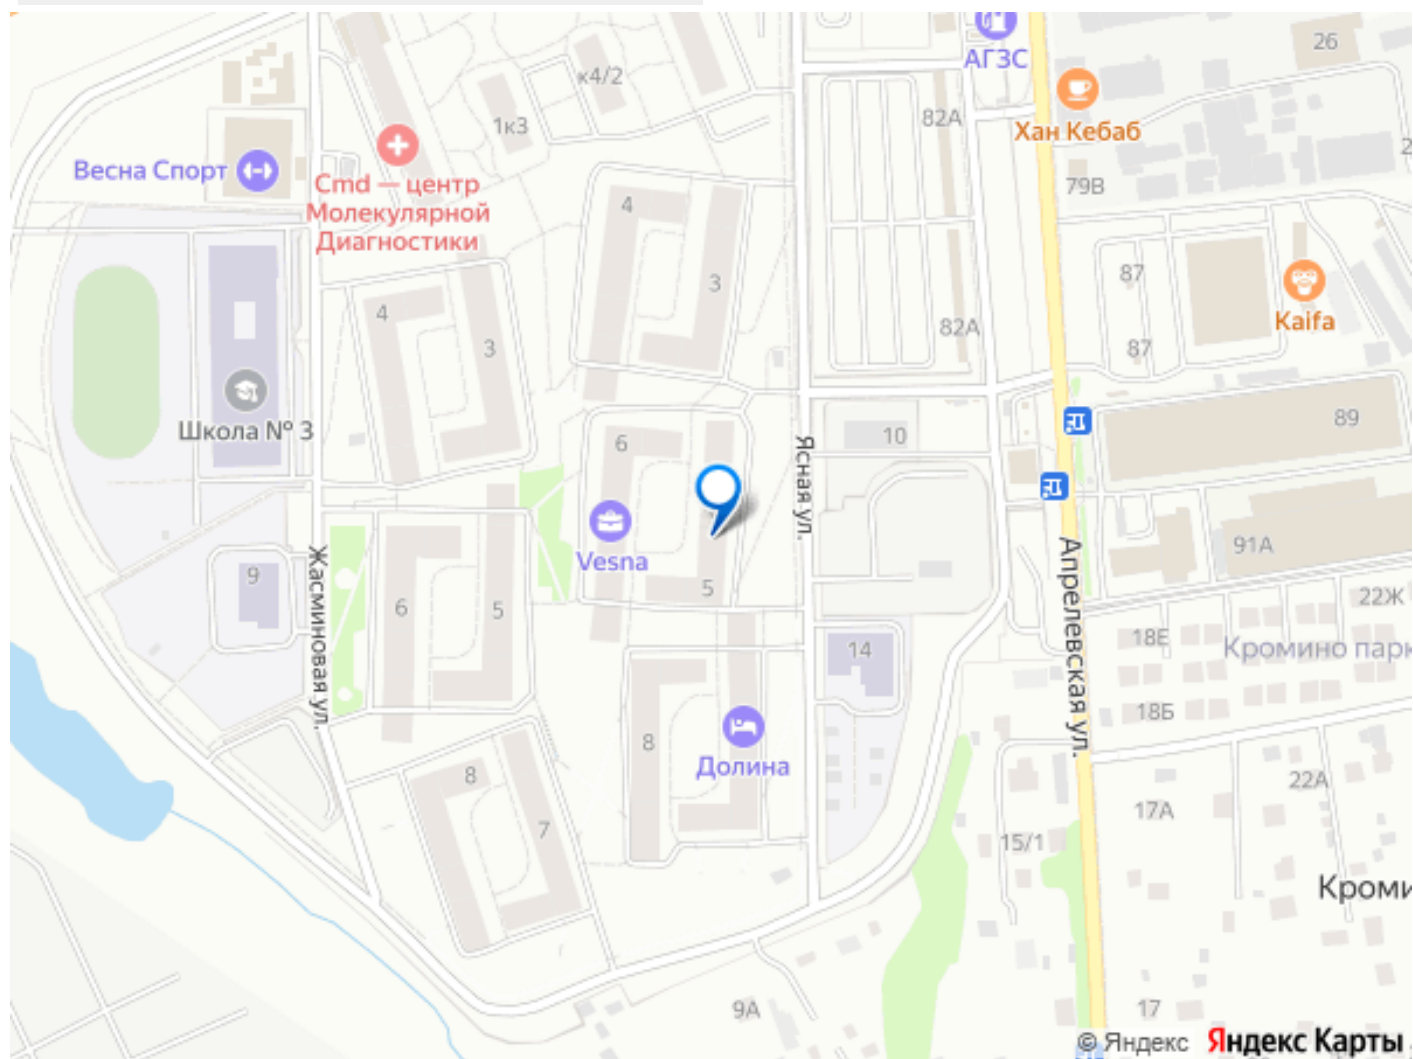 АГЗС
26
к4/2
Хан Кебаб
82А
1к3
Весна Спорт
Cmd — центр
Молекулярной
Диагностики
79В
4
3
87
Kaifa
4
3
82А
87
Школа № 3
6
10
89
Ясная ул.
Vesna
5
91А
Апрелевская ул.
9
Жасминовая ул.
6
5
22Ж
18Е
Кромино парк
14
18Б
8
Долина
8
7
22А
17А
15/1
Кроми
9А
17
© Яндекс Яндекс Карты